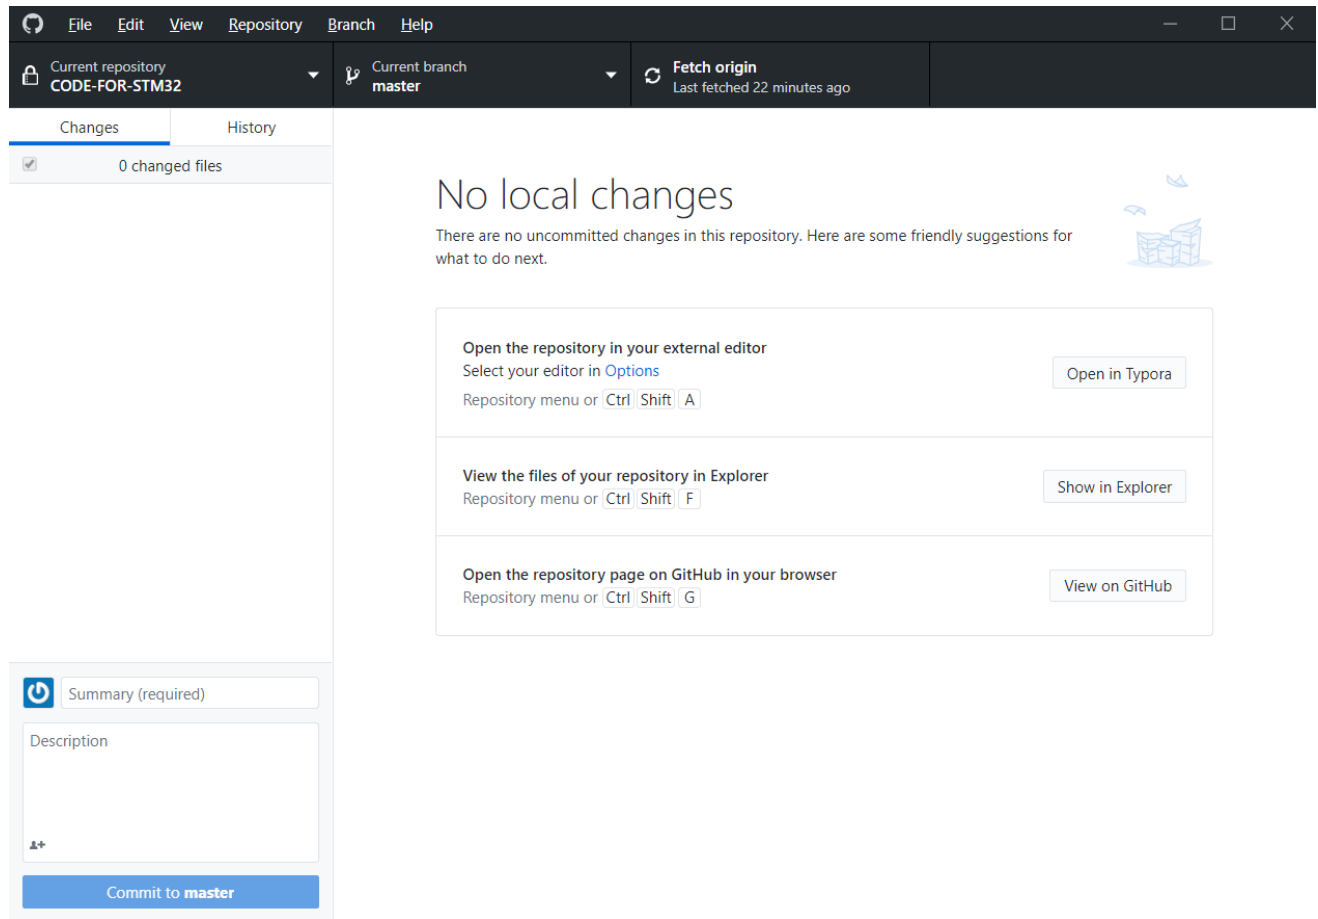 File Edit View Repository Branch Help
Current repository
CODE-FOR-STM32
Current branch
master
Fetch origin
Last fetched 22 minutes ago
Changes
History
0 changed files
No local changes
There are no uncommitted changes in this repository. Here are some friendly suggestions for
what to do next.
Open the repository in your external editor
Select your editor in Options
Repository menu or Ctrl Shift A
Open in Typora
View the files of your repository in Explorer
Repository menu or Ctrl Shift F
Show in Explorer
Open the repository page on GitHub in your browser
Repository menu or Ctrl Shift G
View on GitHub
Summary (required)
Description
Commit to master